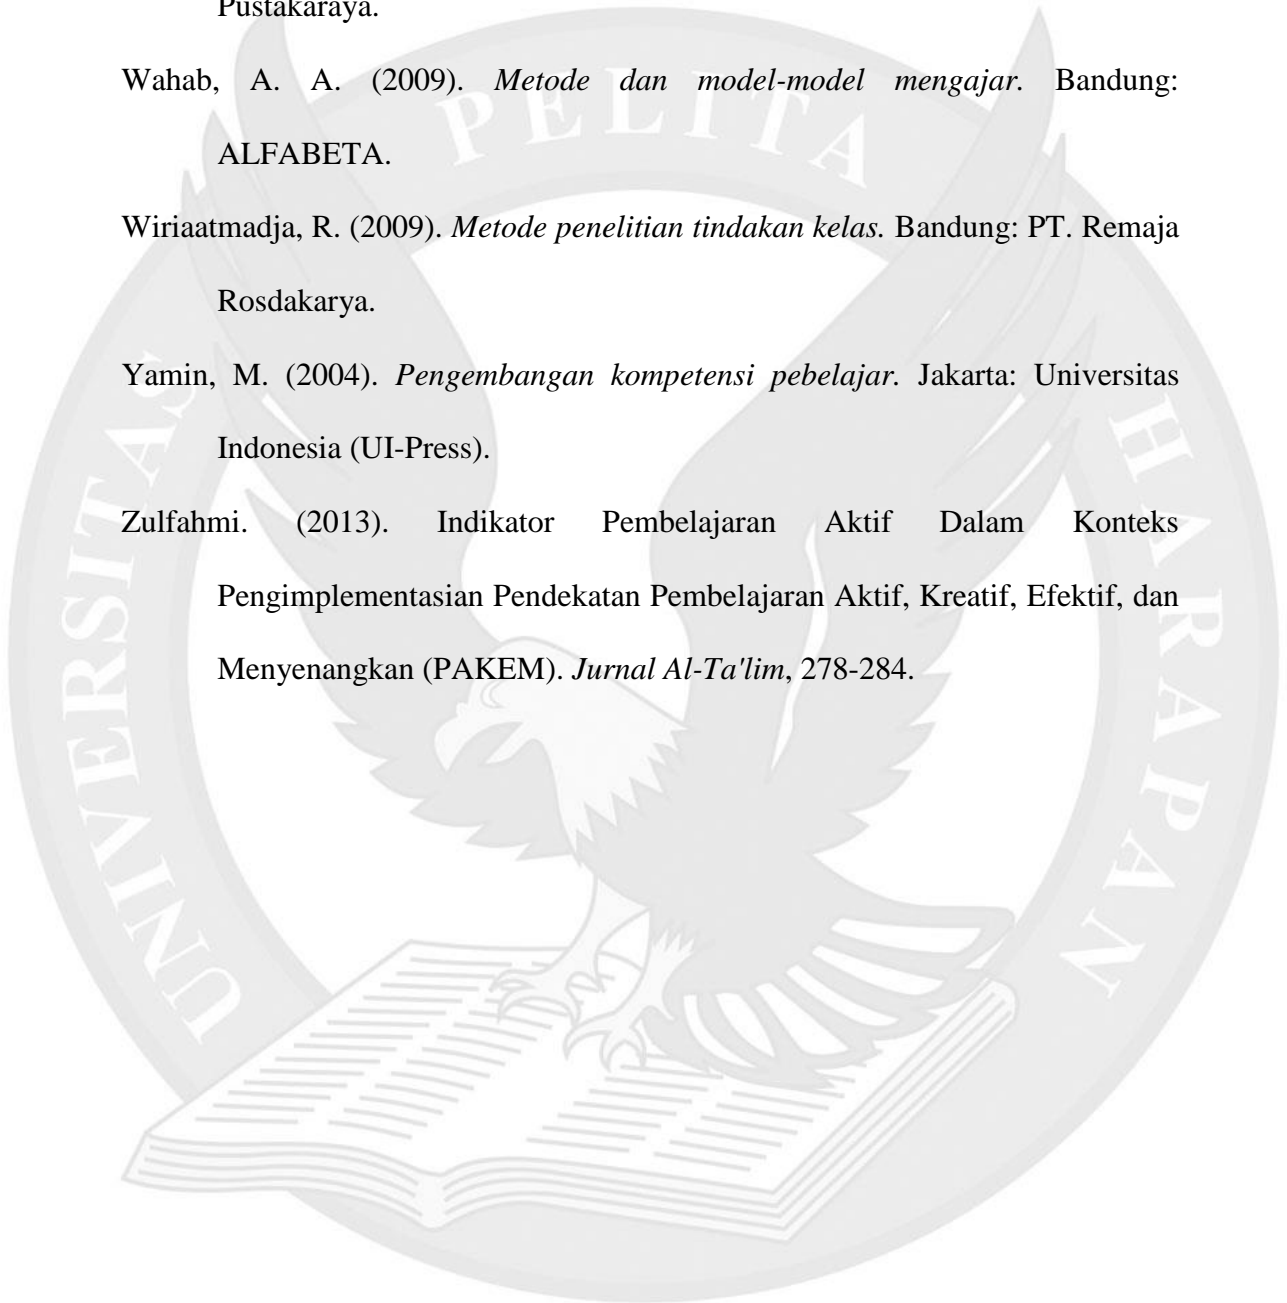 Pustakaraya.
Wahab, A. A. (2009). Metode dan model-model mengajar. Bandung:
ALFABETA.
Wiriaatmadja, R. (2009). Metode penelitian tindakan kelas. Bandung: PT. Remaja
Rosdakarya.
Yamin, M. (2004). Pengembangan kompetensi pebelajar. Jakarta: Universitas
Indonesia (UI-Press).
Zulfahmi. (2013). Indikator Pembelajaran Aktif Dalam Konteks
Pengimplementasian Pendekatan Pembelajaran Aktif, Kreatif, Efektif, dan
Menyenangkan (PAKEM). Jurnal Al-Ta'lim, 278-284.
UNIVERSITAS PELITA HARAPAN